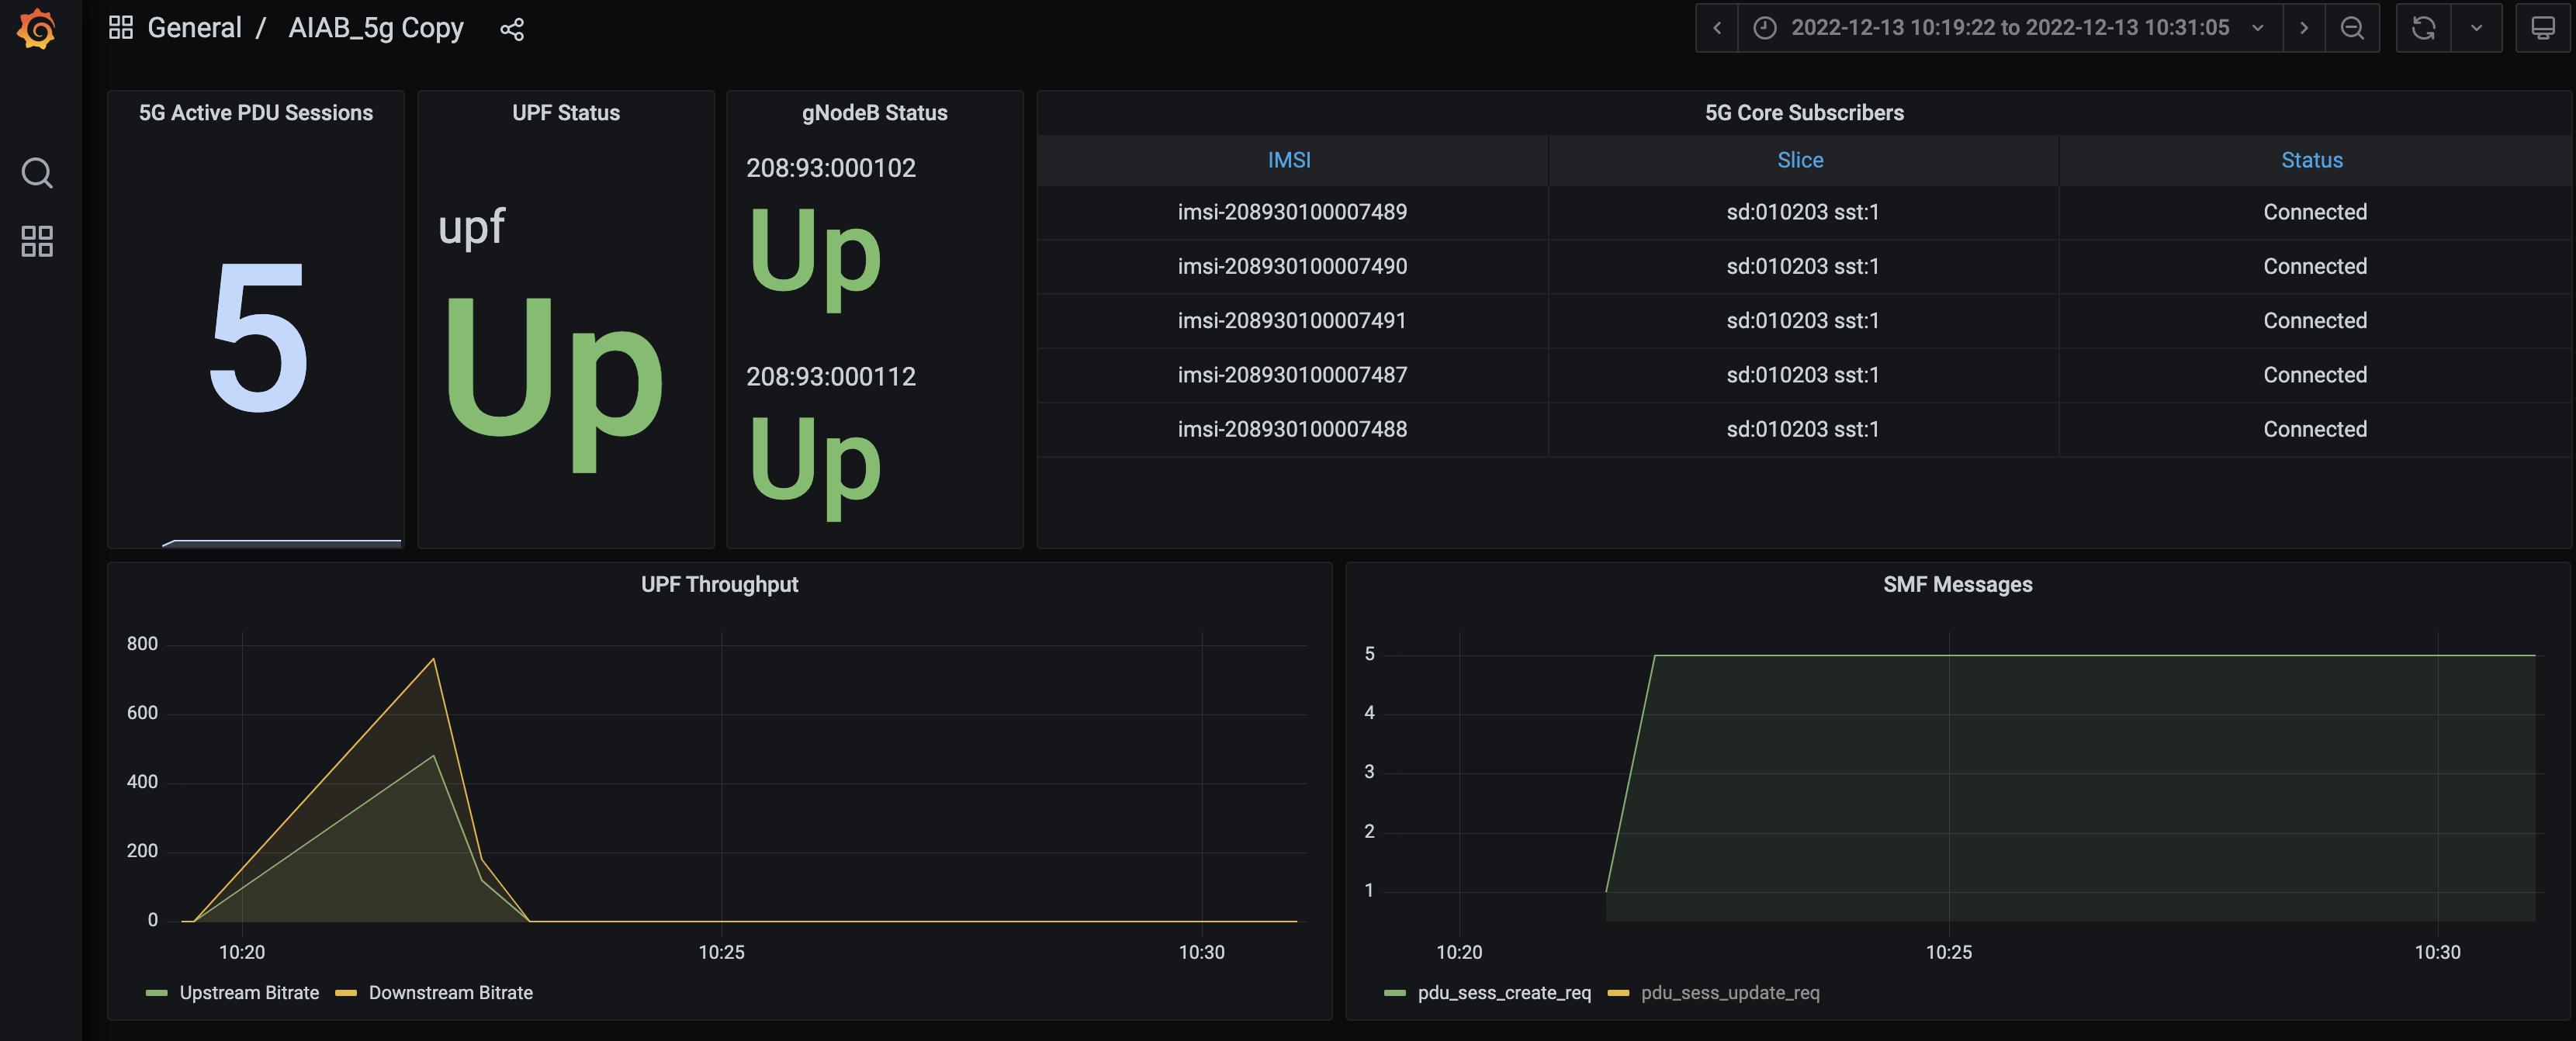 General / AIAB_5g Copy
2022-12-13 10:19:22 to 2022-12-13 10:31:05
5G Active PDU Sessions
5
UPF Status
upf
Up
gNodeB Status
208:93:000102
Up
208:93:000112
Up
5G Core Subscribers
IMSI Slice Status
imsi-208930100007489 sd:010203 sst:1 Connected
imsi-208930100007490 sd:010203 sst:1 Connected
imsi-208930100007491 sd:010203 sst:1 Connected
imsi-208930100007487 sd:010203 sst:1 Connected
imsi-208930100007488 sd:010203 sst:1 Connected
UPF Throughput
800
600
400
200
0
10:20 10:25 10:30
Upstream Bitrate Downstream Bitrate
SMF Messages
5
4
3
2
1
10:20 10:25 10:30
pdu_sess_create_req pdu_sess_update_req